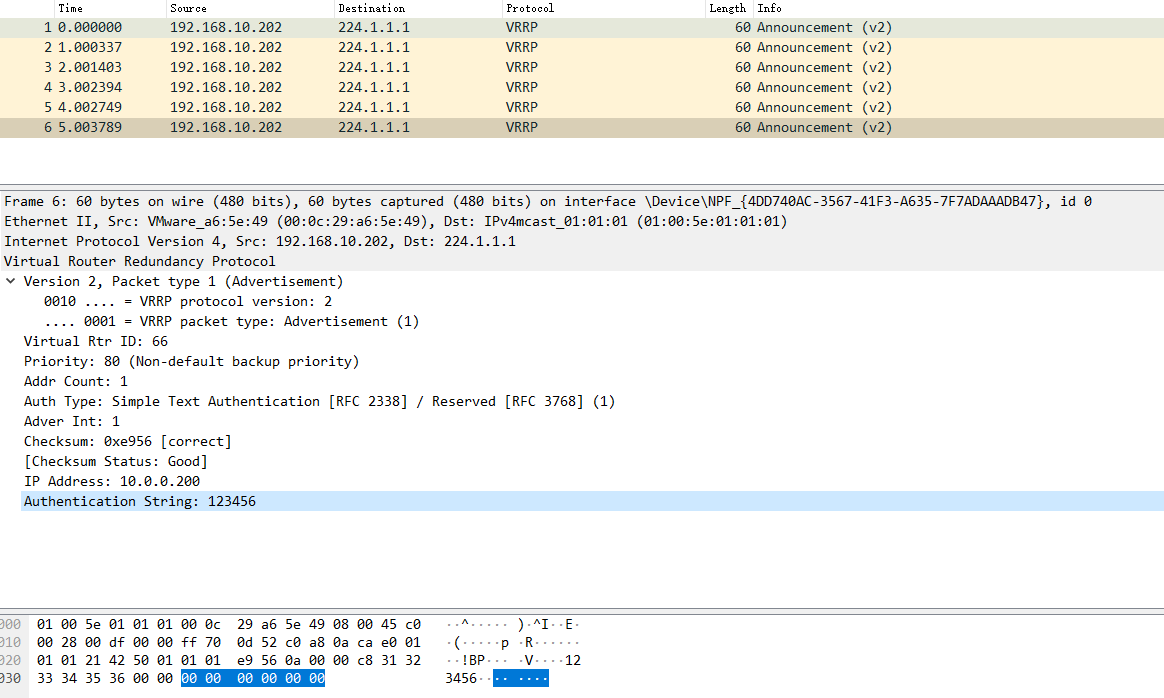 Time Source Destination Protocol Length Info
1 0.000000 192.168.10.202 224.1.1.1 VRRP 60 Announcement (v2)
2 1.000337 192.168.10.202 224.1.1.1 VRRP 60 Announcement (v2)
3 2.001403 192.168.10.202 224.1.1.1 VRRP 60 Announcement (v2)
4 3.002394 192.168.10.202 224.1.1.1 VRRP 60 Announcement (v2)
5 4.002749 192.168.10.202 224.1.1.1 VRRP 60 Announcement (v2)
6 5.003789 192.168.10.202 224.1.1.1 VRRP 60 Announcement (v2)
Frame 6: 60 bytes on wire (480 bits), 60 bytes captured (480 bits) on interface \Device\NPF_{4DD740AC-3567-41F3-A635-7F7ADAAADB47}, id 0
Ethernet II, Src: VMware_a6:5e:49 (00:0c:29:a6:5e:49), Dst: IPv4mcast_01:01:01 (01:00:5e:01:01:01)
Internet Protocol Version 4, Src: 192.168.10.202, Dst: 224.1.1.1
Virtual Router Redundancy Protocol
Version 2, Packet type 1 (Advertisement)
0010 .... = VRRP protocol version: 2
.... 0001 = VRRP packet type: Advertisement (1)
Virtual Rtr ID: 66
Priority: 80 (Non-default backup priority)
Addr Count: 1
Auth Type: Simple Text Authentication [RFC 2338] / Reserved [RFC 3768] (1)
Adver Int: 1
Checksum: 0xe956 [correct]
[Checksum Status: Good]
IP Address: 10.0.0.200
Authentication String: 123456
000 01 00 5e 01 01 01 00 0c 29 a6 5e 49 08 00 45 c0 ··^····· )·^I··E·
010 00 28 00 df 00 00 ff 70 0d 52 c0 a8 0a ca e0 01 ·(·····p ·R······
020 01 01 21 42 50 01 01 01 e9 56 0a 00 00 c8 31 32 ··!BP··· ·V····12
030 33 34 35 36 00 00 00 00 00 00 00 00 3456···· ····